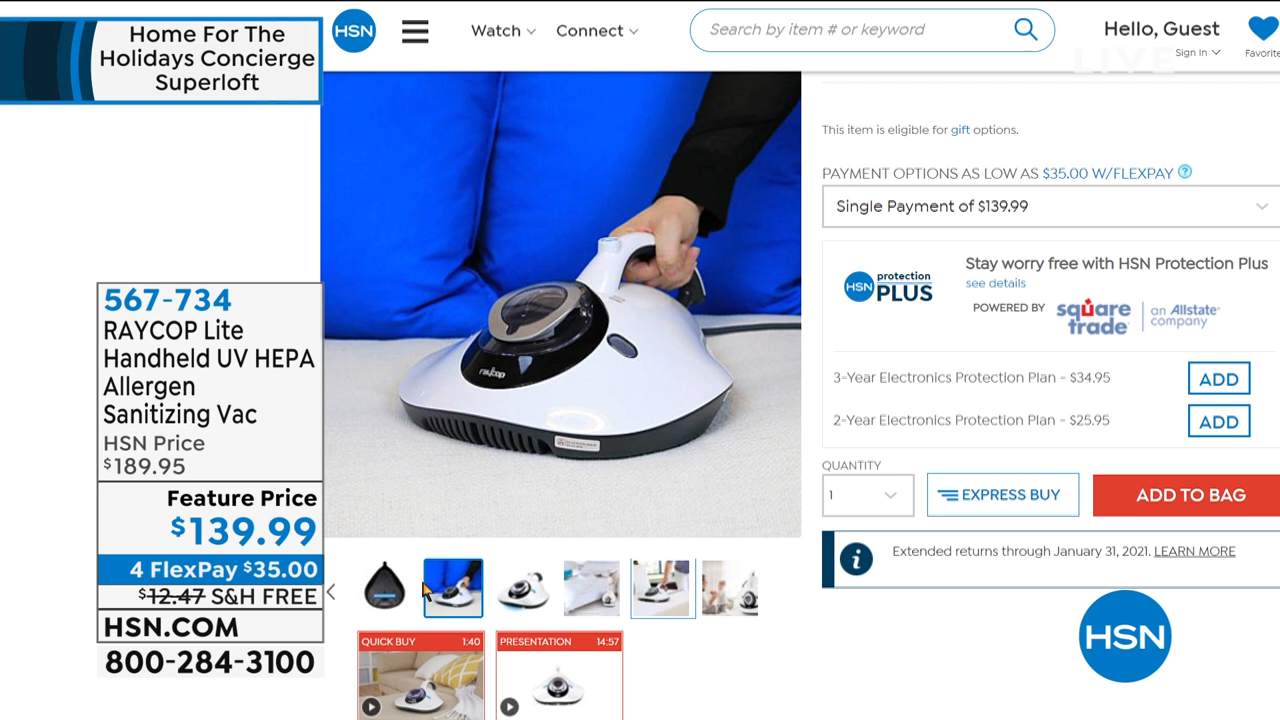 Home For The
Holidays Concierge
Superloft
HSN
Watch
Connect
Search by item # or keyword
Hello, Guest
Sign In
Favorite
LIVE
This item is eligible for gift options.
PAYMENT OPTIONS AS LOW AS $35.00 W/FLEXPAY ?
Single Payment of $139.99
HSN protection PLUS
Stay worry free with HSN Protection Plus
see details
POWERED BY square trade an Allstate company
3-Year Electronics Protection Plan - $34.95 ADD
2-Year Electronics Protection Plan - $25.95 ADD
QUANTITY
1
EXPRESS BUY
ADD TO BAG
i
Extended returns through January 31, 2021. LEARN MORE
raycop
567-734
RAYCOP Lite
Handheld UV HEPA
Allergen
Sanitizing Vac
HSN Price
$189.95
Feature Price
$139.99
4 FlexPay $35.00
$12.47 S&H FREE
HSN.COM
800-284-3100
QUICK BUY 1:40
PRESENTATION 14:57
HSN